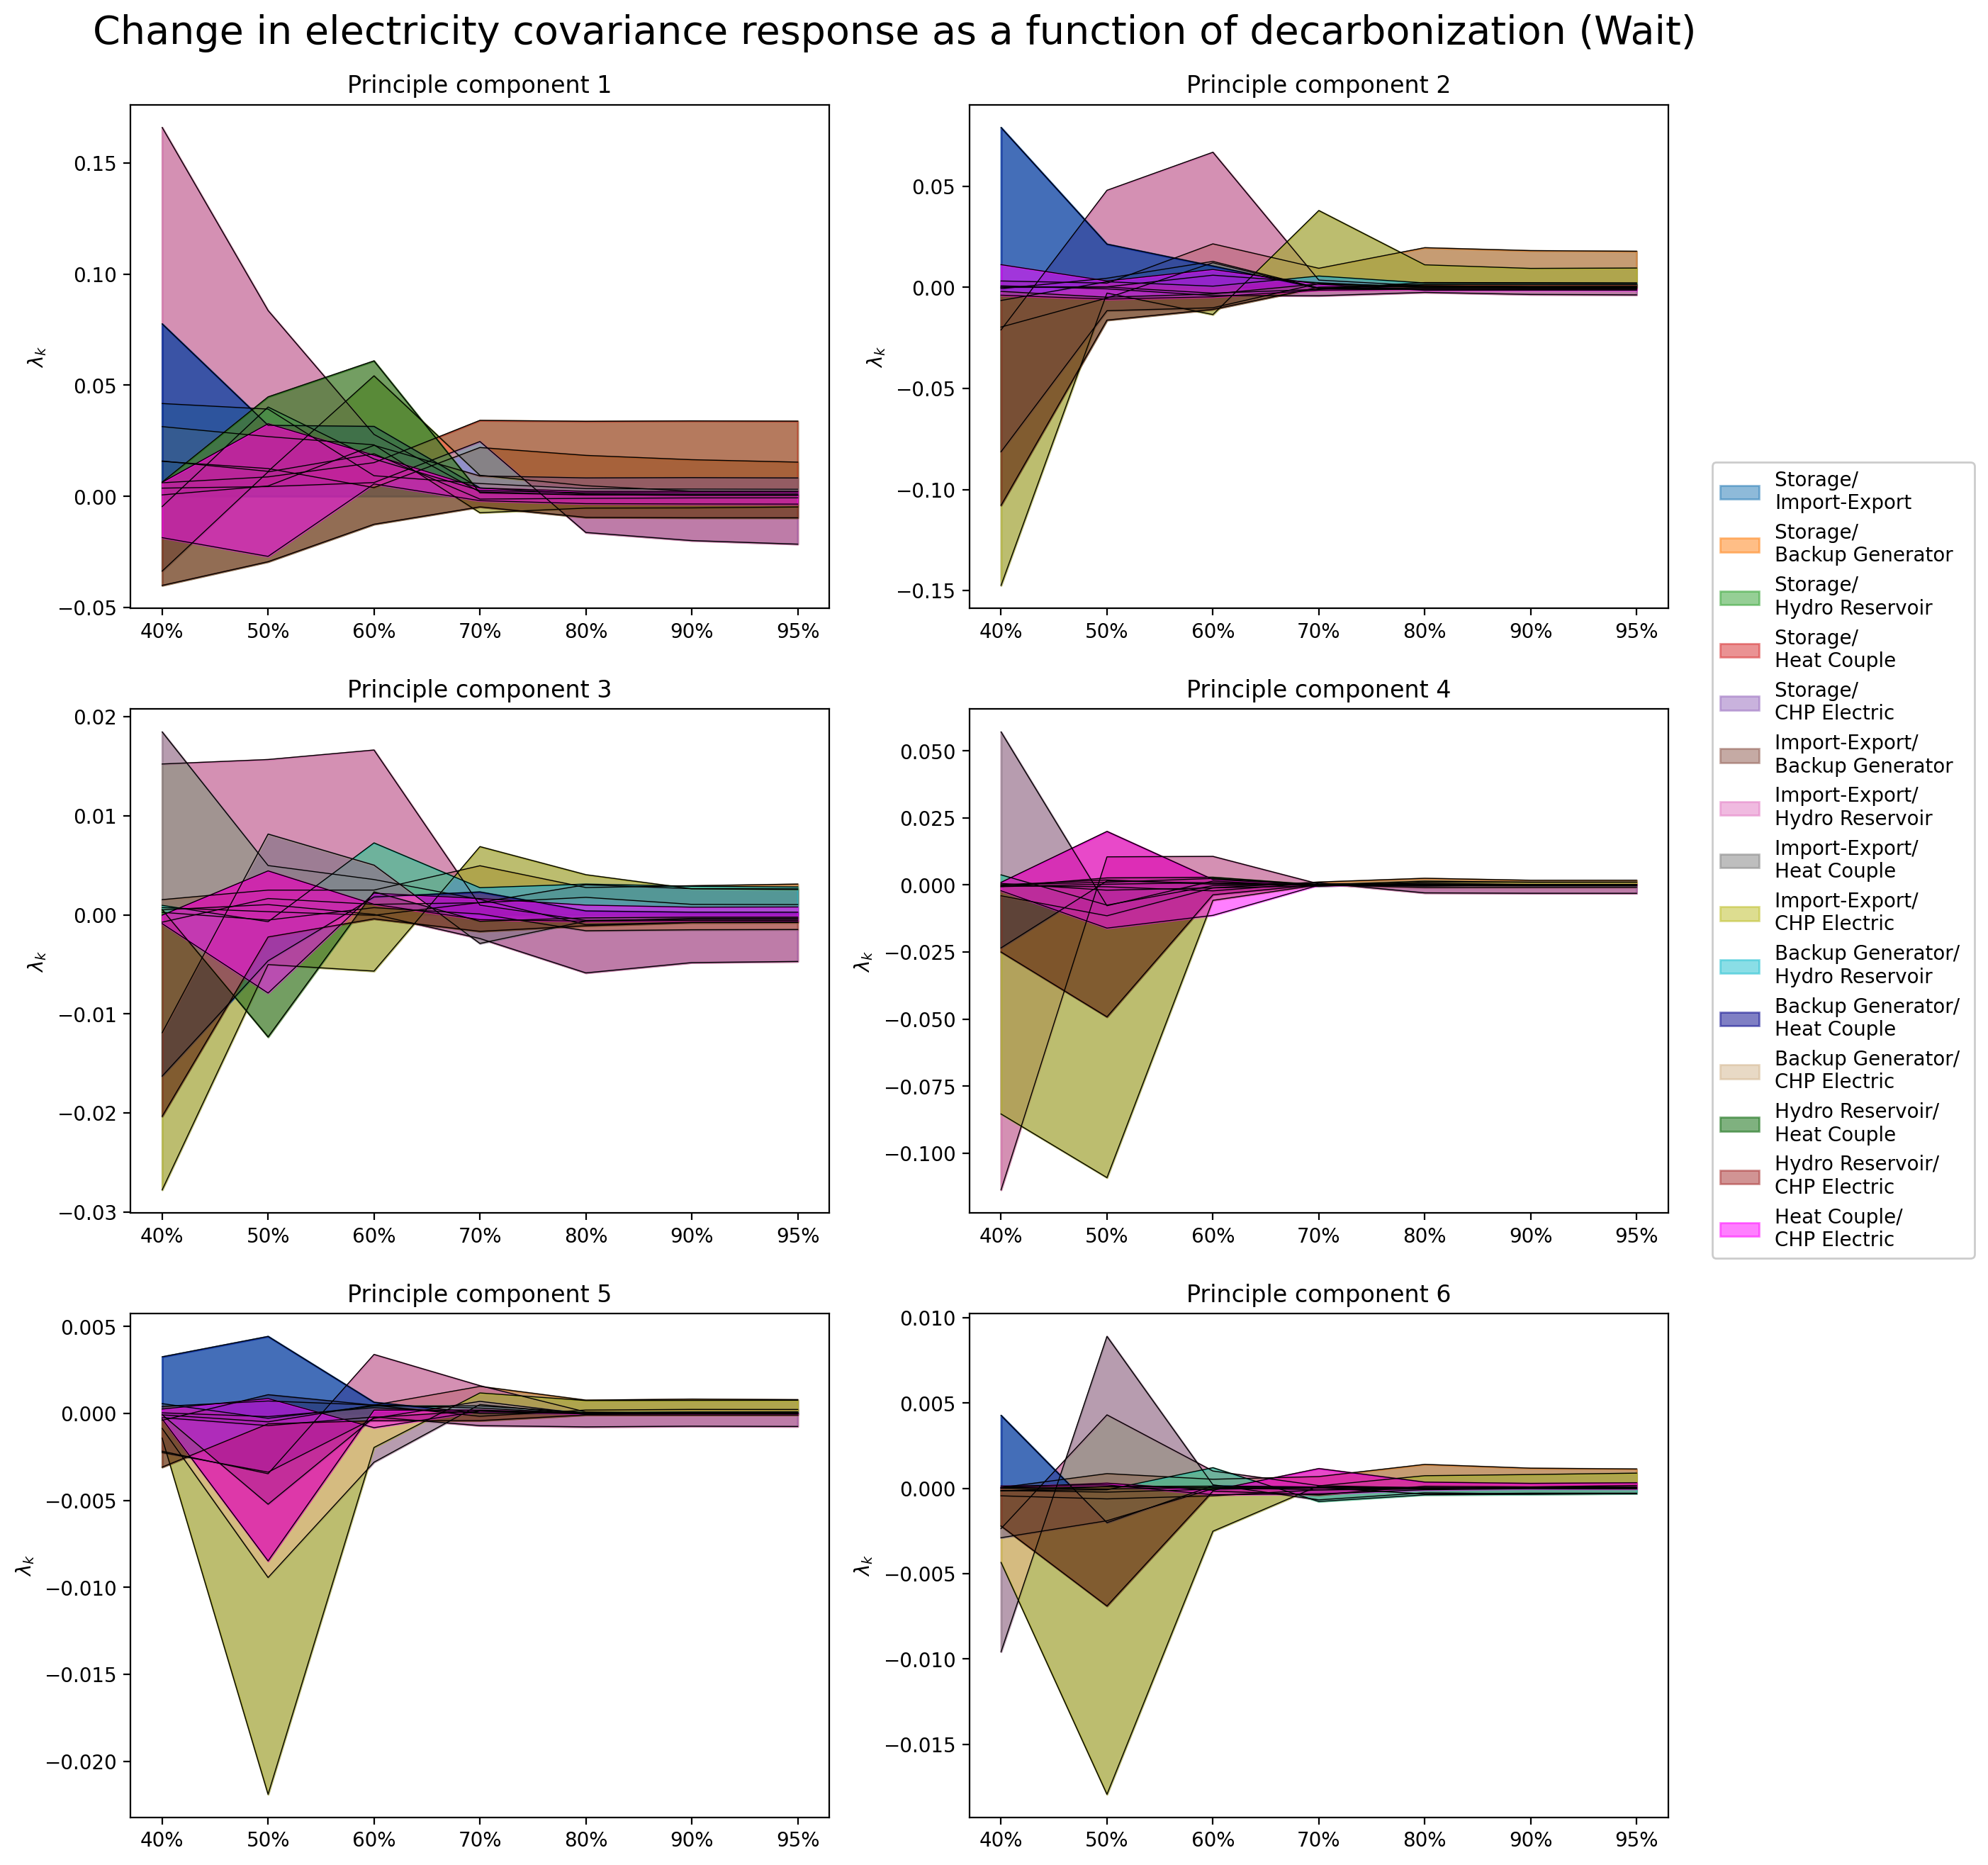 Change in electricity covariance response as a function of decarbonization (Wait)
Principle component 1
λk
0.15
0.10
0.05
0.00
−0.05
40% 50% 60% 70% 80% 90% 95%
Principle component 2
λk
0.05
0.00
−0.05
−0.10
−0.15
40% 50% 60% 70% 80% 90% 95%
Principle component 3
λk
0.02
0.01
0.00
−0.01
−0.02
−0.03
40% 50% 60% 70% 80% 90% 95%
Principle component 4
λk
0.050
0.025
0.000
−0.025
−0.050
−0.075
−0.100
40% 50% 60% 70% 80% 90% 95%
Principle component 5
λk
0.005
0.000
−0.005
−0.010
−0.015
−0.020
40% 50% 60% 70% 80% 90% 95%
Principle component 6
λk
0.010
0.005
0.000
−0.005
−0.010
−0.015
40% 50% 60% 70% 80% 90% 95%
Storage/
Import-Export
Storage/
Backup Generator
Storage/
Hydro Reservoir
Storage/
Heat Couple
Storage/
CHP Electric
Import-Export/
Backup Generator
Import-Export/
Hydro Reservoir
Import-Export/
Heat Couple
Import-Export/
CHP Electric
Backup Generator/
Hydro Reservoir
Backup Generator/
Heat Couple
Backup Generator/
CHP Electric
Hydro Reservoir/
Heat Couple
Hydro Reservoir/
CHP Electric
Heat Couple/
CHP Electric